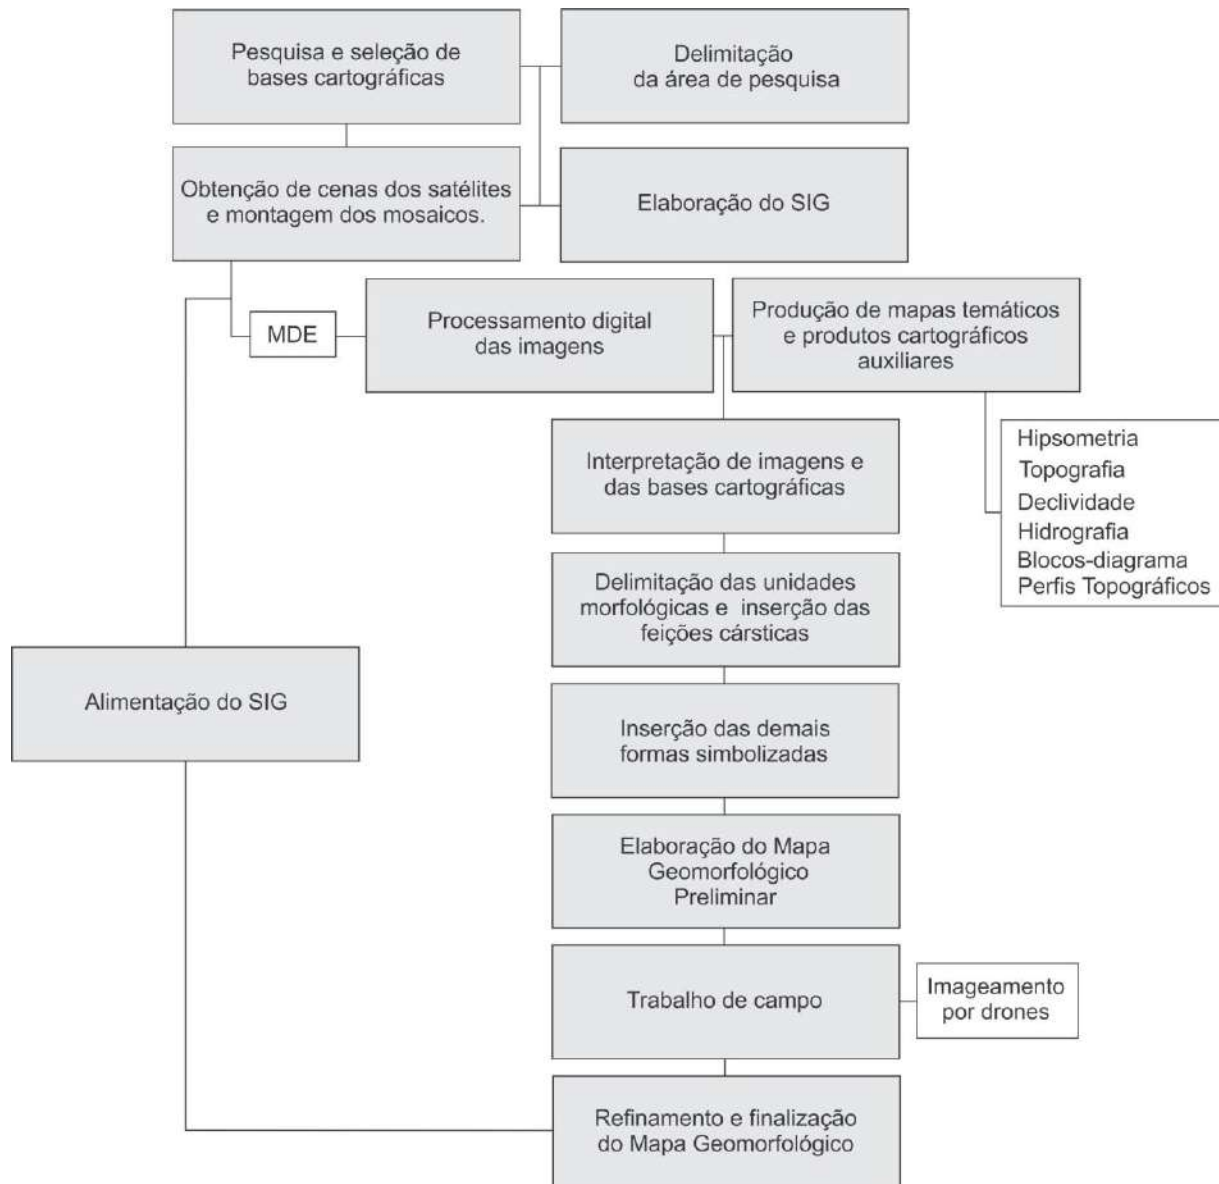 Pesquisa e seleção de
bases cartográficas
Delimitação
da área de pesquisa
Obtenção de cenas dos satélites
e montagem dos mosaicos.
Elaboração do SIG
MDE
Processamento digital
das imagens
Produção de mapas temáticos
e produtos cartográficos
auxiliares
Hipsometria
Topografia
Declividade
Hidrografia
Blocos-diagrama
Perfis Topográficos
Interpretação de imagens e
das bases cartográficas
Delimitação das unidades
morfológicas e inserção das
feições cársticas
Alimentação do SIG
Inserção das demais
formas simbolizadas
Elaboração do Mapa
Geomorfológico
Preliminar
Trabalho de campo
Imageamento
por drones
Refinamento e finalização
do Mapa Geomorfológico